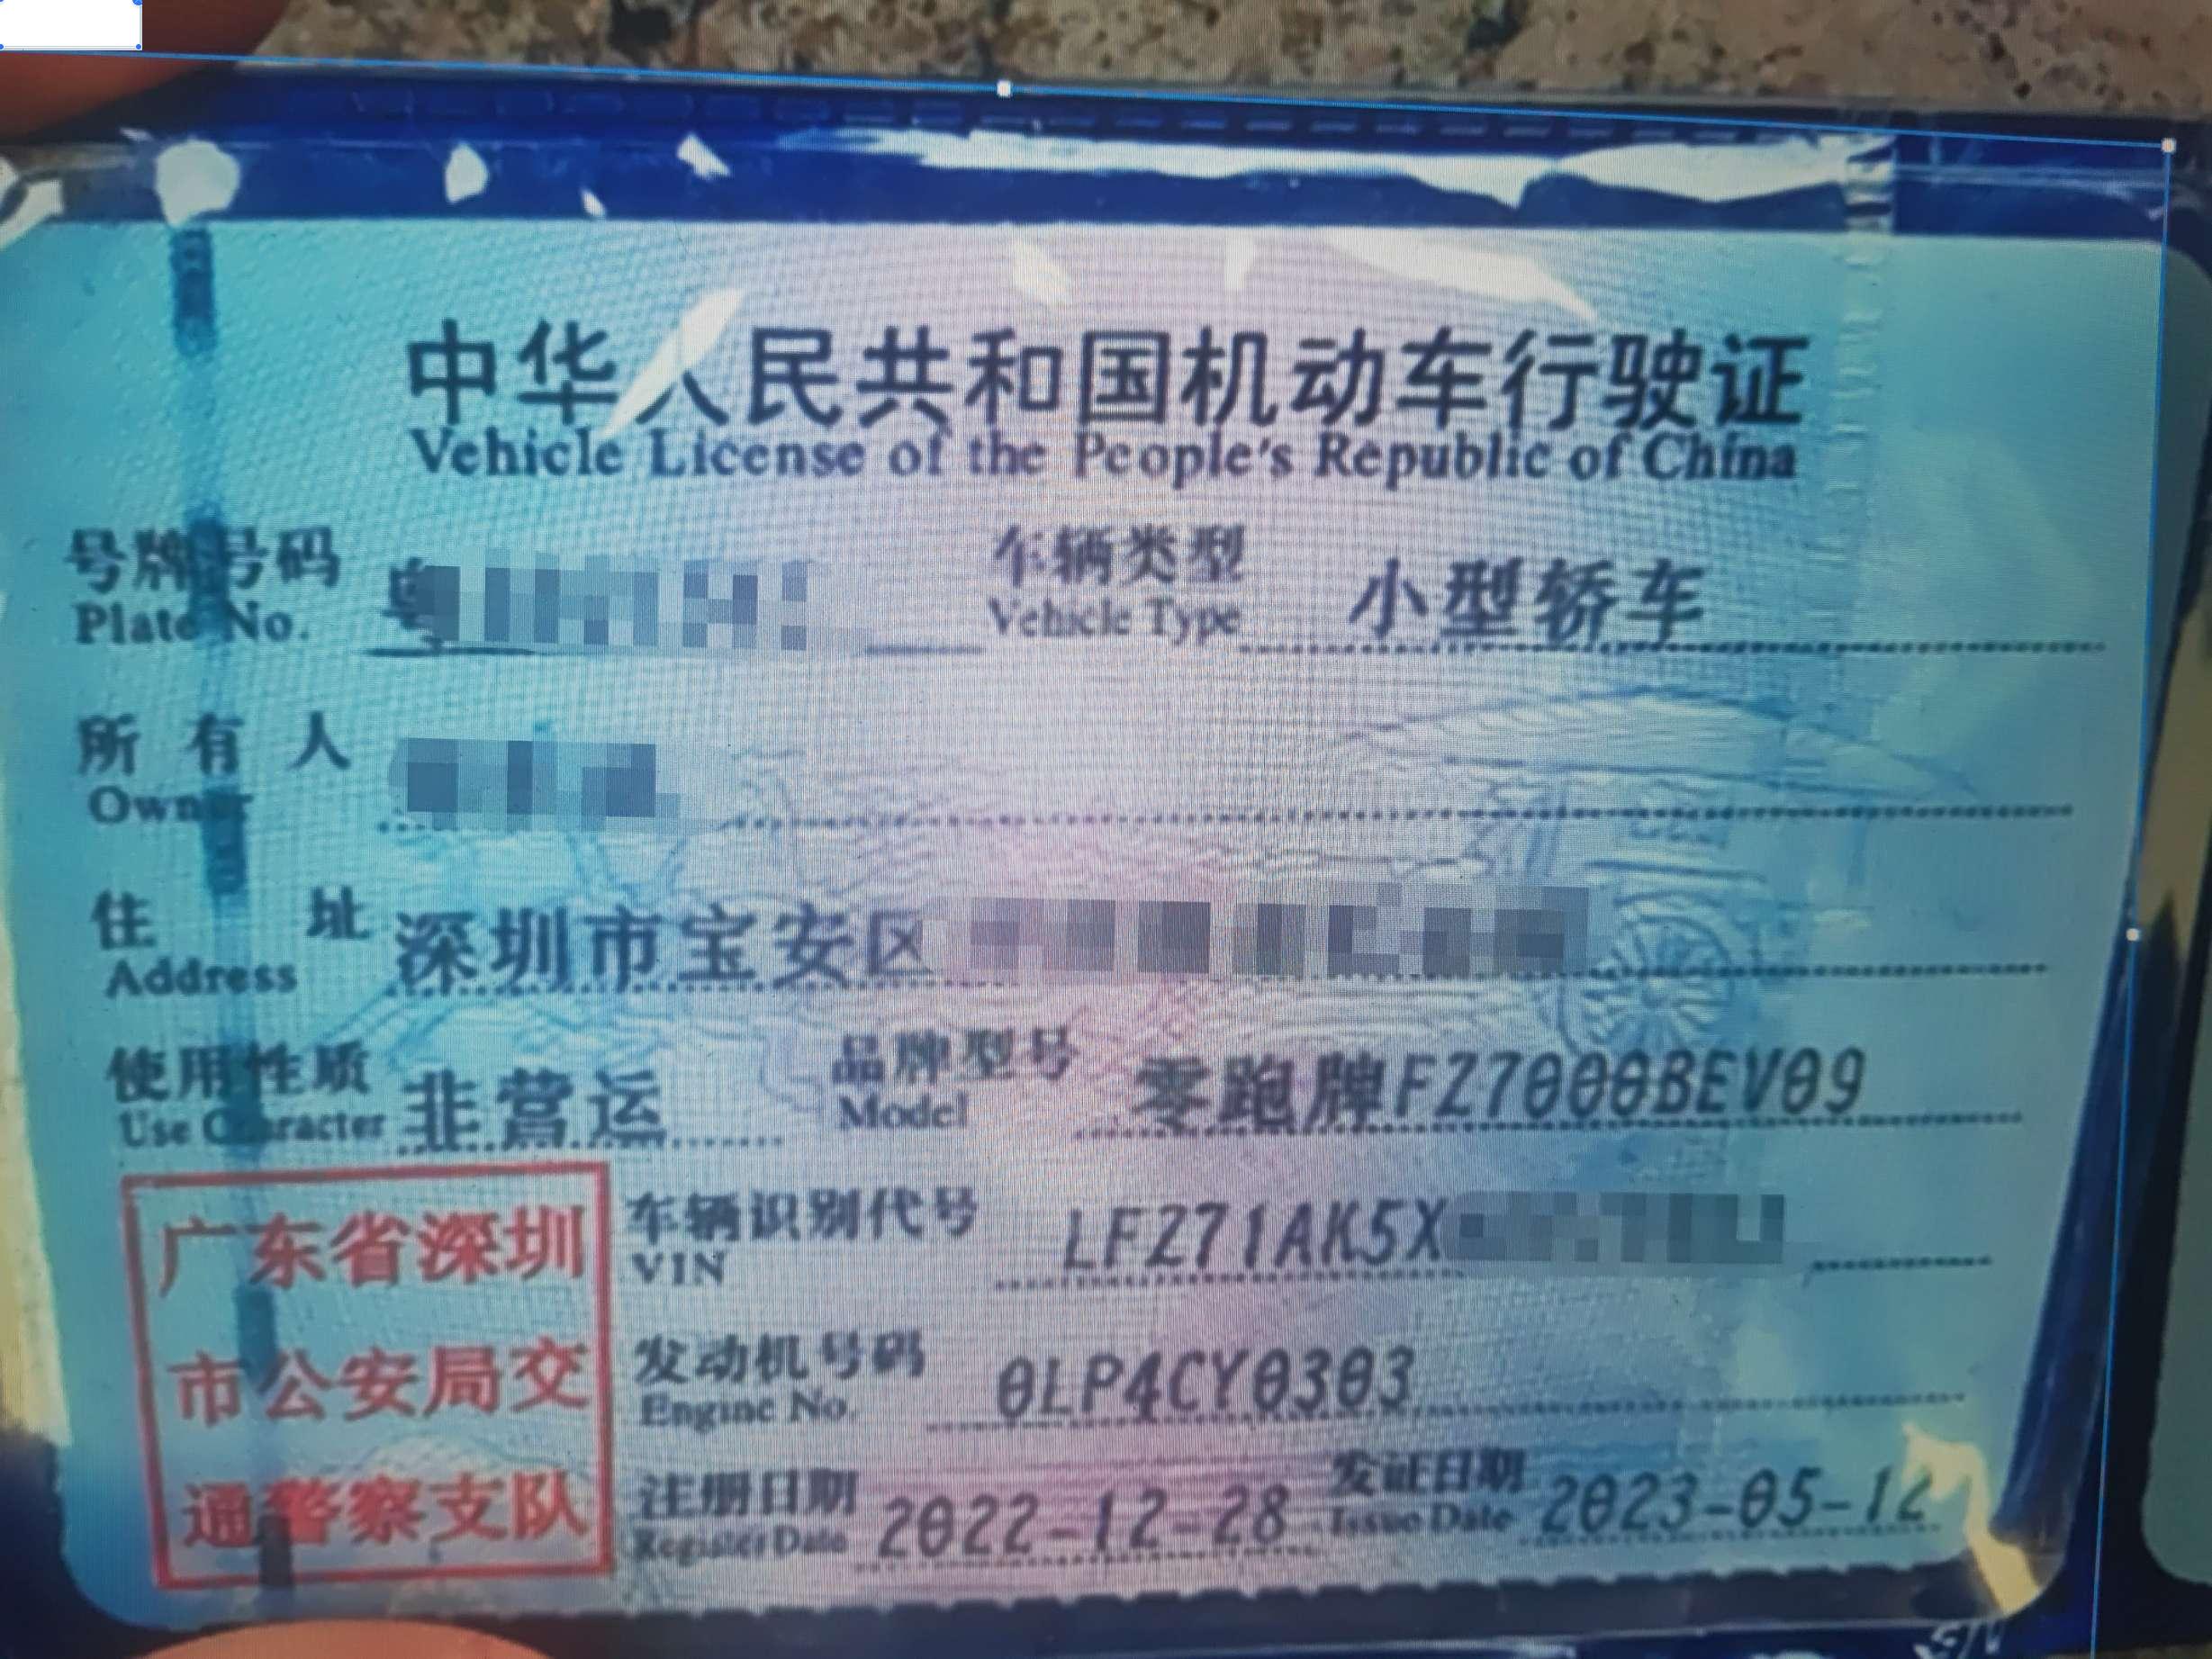 中华人民共和国机动车行驶证
Vehicle License of the People's Republic of China
号牌号码 粤 车辆类型 小型轿车
Plate No. Vehicle Type
所有人
Owner
住址 深圳市宝安区
Address
使用性质 非营运 品牌型号 零跑牌FZ7000BEV09
Use Character Model
广东省深圳
市公安局交
通警察支队
车辆识别代号 LFZ71AK5X
VIN
发动机号码 0LP4CY0303
Engine No.
注册日期 2022-12-28 发证日期 2023-05-12
Register Date Issue Date